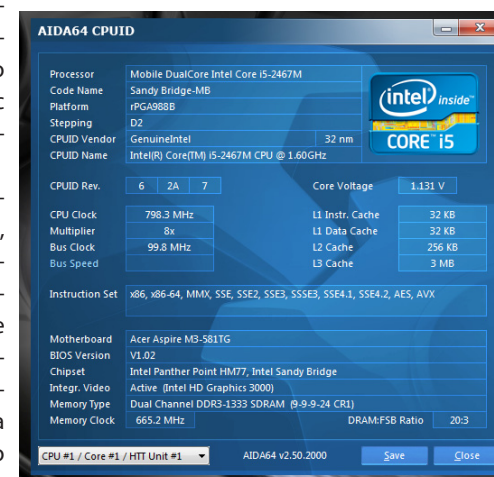 AIDA64 CPUID
Processor Mobile DualCore Intel Core i5-2467M
Code Name Sandy Bridge-MB
Platform rPGA988B
Stepping D2
CPUID Vendor GenuineIntel 32 nm
CPUID Name Intel(R) Core(TM) i5-2467M CPU @ 1.60GHz
intel inside™
CORE™ i5
CPUID Rev. 6 2A 7 Core Voltage 1.131 V
CPU Clock 798.3 MHz L1 Instr. Cache 32 KB
Multiplier 8x L1 Data Cache 32 KB
Bus Clock 99.8 MHz L2 Cache 256 KB
Bus Speed L3 Cache 3 MB
Instruction Set x86, x86-64, MMX, SSE, SSE2, SSE3, SSSE3, SSE4.1, SSE4.2, AES, AVX
Motherboard Acer Aspire M3-581TG
BIOS Version V1.02
Chipset Intel Panther Point HM77, Intel Sandy Bridge
Integr. Video Active (Intel HD Graphics 3000)
Memory Type Dual Channel DDR3-1333 SDRAM (9-9-9-24 CR1)
Memory Clock 665.2 MHz DRAM:FSB Ratio 20:3
CPU #1 / Core #1 / HTT Unit #1 AIDA64 v2.50.2000 Save Close